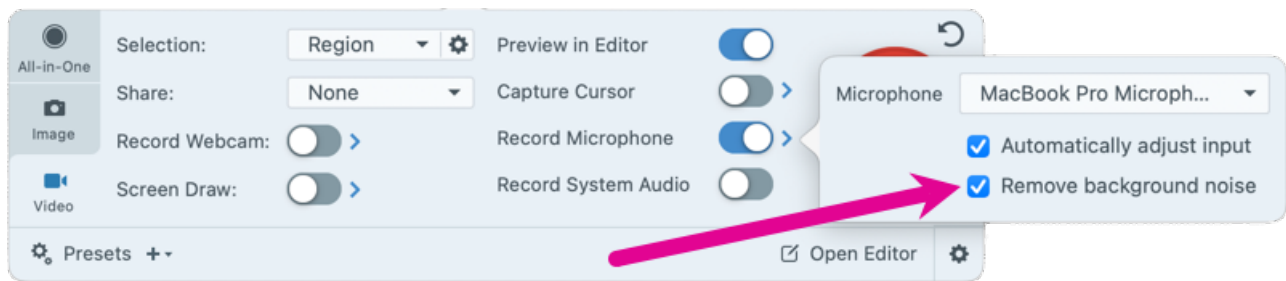 All-in-One
Image
Video
Selection: Region
Share: None
Record Webcam:
Screen Draw:
Preview in Editor
Capture Cursor
Record Microphone
Record System Audio
Microphone MacBook Pro Microph...
Automatically adjust input
Remove background noise
Presets
Open Editor